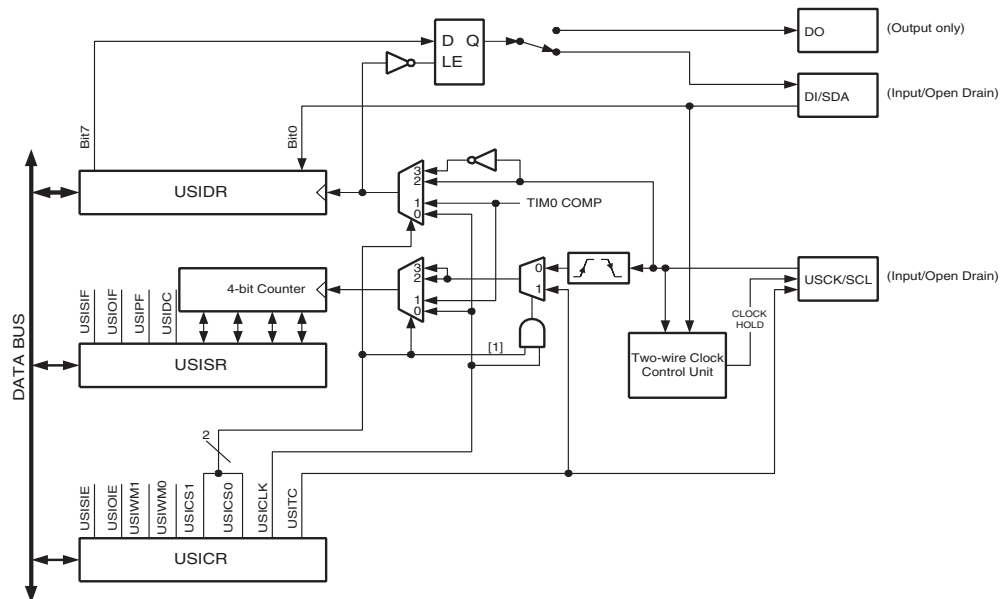 D Q
LE
DO
(Output only)
DI/SDA
(Input/Open Drain)
Bit7
Bit0
3
2
1
0
TIM0 COMP
USIDR
3
2
1
0
0
1
USCK/SCL
(Input/Open Drain)
4-bit Counter
USISIF
USIOIF
USIPF
USIDC
CLOCK
HOLD
[1]
Two-wire Clock
Control Unit
USISR
DATA BUS
2
USISIE
USIOIE
USIWM1
USIWM0
USICS1
USICS0
USICLK
USITC
USICR